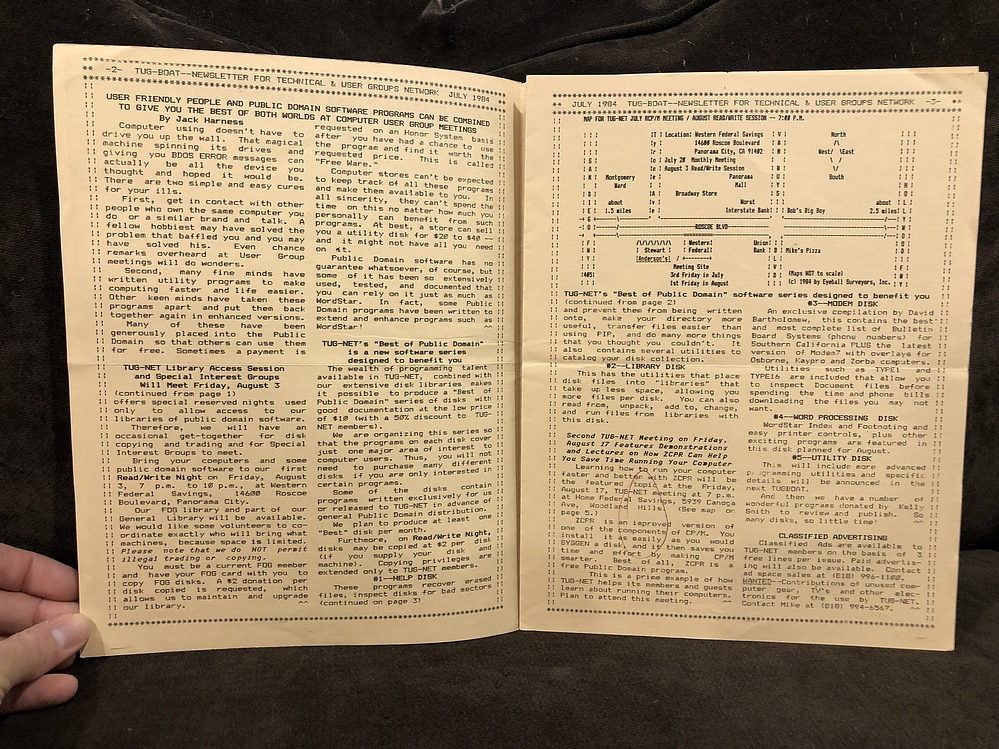 -2- TUG-BOAT--NEWSLETTER FOR TECHNICAL & USER GROUPS NETWORK JULY 1984
USER FRIENDLY PEOPLE AND PUBLIC DOMAIN SOFTWARE PROGRAMS CAN BE COMBINED
TO GIVE YOU THE BEST OF BOTH WORLDS AT COMPUTER USER GROUP MEETINGS
By Jack Harness
Computer using doesn't have to
drive you up the wall. That magical
machine spinning its drives and
giving you BDOS ERROR messages can
actually be all the device you
thought and hoped it would be.
There are two simple and easy cures
for your ills.
First, get in contact with other
people who own the same computer you
do or a similar brand and talk. A
fellow hobbiest may have solved the
problem that baffled you and you may
have solved his. Even chance
remarks overheard at User Group
meetings will do wonders.
Second, many fine minds have
written utility programs to make
computing faster and life easier.
Other keen minds have taken these
programs apart and put them back
together again in enhanced versions.
Many of these have been
generously placed into the Public
Domain so that others can use them
for free. Sometimes a payment is
TUG-NET Library Access Session
and Special Interest Groups
Will Meet Friday, August 3
(continued from page 1)
offers special reserved nights used
only to allow access to our
libraries of public domain software.
Therefore, we will have an
occasional get-together for disk
copying and trading and for Special
Interest Groups to meet.
Bring your computers and some
public domain software to our first
Read/Write Night on Friday, August
3, 7 p.m. to 10 p.m., at Western
Federal Savings, 14600 Roscoe
Boulevard, Panorama City.
Our FOG library and part of our
General Library will be available.
We would like some volunteers to co-
ordinate exactly who will bring what
machines, because space is limited.
Please note that we do NOT permit
illegal trading or copying.
You must be a current FOG member
and have your FOG card with you to
copy FOG disks. A $2 donation per
disk copied is requested, which
allows us to maintain and upgrade
our library.
requested on an Honor System basis
after you have had a chance to use
the program and find it worth the
requested price. This is called
"Free Ware."
Computer stores can't be expected
to keep track of all these programs
and make them available to you. In
all sincerity, they can't spend the
time on this no matter how much you
personally can benefit from such
programs. At best, a store can sell
you a utility disk for $20 to $40 --
and it might not have all you need
on it.
Public Domain software has no
guarantee whatsoever, of course, but
some of it has been so extensively
used, tested, and documented that
you can rely on it just as much as
WordStar. In fact, some Public
Domain programs have been written to
extend and enhance programs such as
WordStar! ^^
TUG-NET's "Best of Public Domain"
is a new software series
designed to benefit you
The wealth of programming talent
available in TUG-NET, combined with
our extensive disk libraries makes
it possible to produce a "Best of
Public Domain" series of disks with
good documentation at the low price
of $10 (with a 50% discount to TUG-
NET members).
We are organizing this series so
that the programs on each disk cover
just one major area of interest to
computer users. Thus, you will not
need to purchase many different
disks if you are only interested in
certain programs.
Some of the disks contain
programs written exclusively for us
or released to TUG-NET in advance of
general Public Domain distribution.
We plan to produce at least one
"Best" disk per month.
Furthermore, on Read/Write Night,
disks may be copied at $2 per disk
(if you supply your disk and
machine). Copying privileges are
extended only to TUG-NET members.
#1--HELP DISK
These programs recover erased
files, inspect disks for bad sectors
(continued on page 3)
JULY 1984 TUG-BOAT--NEWSLETTER FOR TECHNICAL & USER GROUPS NETWORK -3-
MAP FOR TUG-NET JULY RCP/M MEETING / AUGUST READ/WRITE SESSION -- 7:00 P.M.
Location: Western Federal Savings
14600 Roscoe Boulevard
Panorama City, CA 91402
July 20 Monthly Meeting
August 3 Read/Write Session
North
West/ \East
South
Montgomery
Ward
Panorama
Mall
Broadway Store
about
1.5 miles
Worst
Interstate Bank
Bob's Big Boy
about
2.5 miles
ROSCOE BLVD
Stewart
Anderson's
Western
Federal
Union
Bank
Mike's Pizza
Meeting Site
3rd Friday in July
1st Friday in August
(405)
(Maps NOT to scale)
(c) 1984 by Eyeball Surveyors, Inc.
TUG-NET's "Best of Public Domain" software series designed to benefit you
(continued from page 2)
and prevent them from being written
onto, make your directory more
useful, transfer files easier than
using PIP, and do many more things
that you thought you couldn't. It
also contains several utilities to
catalog your disk collection.
#2--LIBRARY DISK
This has the utilities that place
disk files into "libraries" that
take up less space, allowing you
more files per disk. You can also
read from, unpack, add to, change,
and run files from libraries with
this disk.
Second TUG-NET Meeting on Friday,
August 17 Features Demonstrations
and Lectures on How ZCPR Can Help
You Save Time Running Your Computer
Learning how to run your computer
faster and better with ZCPR will be
the featured topic at the Friday,
August 17, TUG-NET meeting at 7 p.m.
at Home Federal Savings, 5939 Canoga
Ave, Woodland Hills. (See map on
page 5.)
ZCPR is an improved version of
one of the components of CP/M. You
install it as easily as you would
SYSGEN a disk, and it then saves you
time and effort by making CP/M
Best of all, ZCPR is a
free Public Domain program.
This is a prime example of how
TUG-NET helps its members and guests
learn about running their computers.
Plan to attend this meeting. ^^
#3--MODEM DISK
An exclusive compilation by David
Bartholomew, this contains the best
and most complete list of Bulletin
Board Systems (phone numbers) for
Southern California PLUS the latest
version of Modem7 with overlays for
Osborne, Kaypro and Zorba computers.
Utilities such as TYPE1 and
TYPE16 are included that allow you
to inspect Document files before
spending the time and phone bills
downloading the files you may not
want.
#4--WORD PROCESSING DISK
WordStar Index and Footnoting and
easy printer controls, plus other
exciting programs are featured in
this disk planned for August.
#5--UTILITY DISK
This will include more advanced
programming utilities. Specific
details will be announced in the
next TUGBOAT.
And then we have a number of
wonderful programs donated by Kelly
Smith to review and publish. So
many disks, so little time! ^^
CLASSIFIED ADVERTISING
Classified Ads are available to
TUG-NET members on the basis of 3
free lines per issue. Paid advertis-
ing will also be available. Contact
ad space sales at (818) 996-1108.
WANTED--Contributions of unused com-
puter gear, TV's and other elec-
tronics for the use by TUG-NET.
Contact Mike at (818) 994-6567. ^^